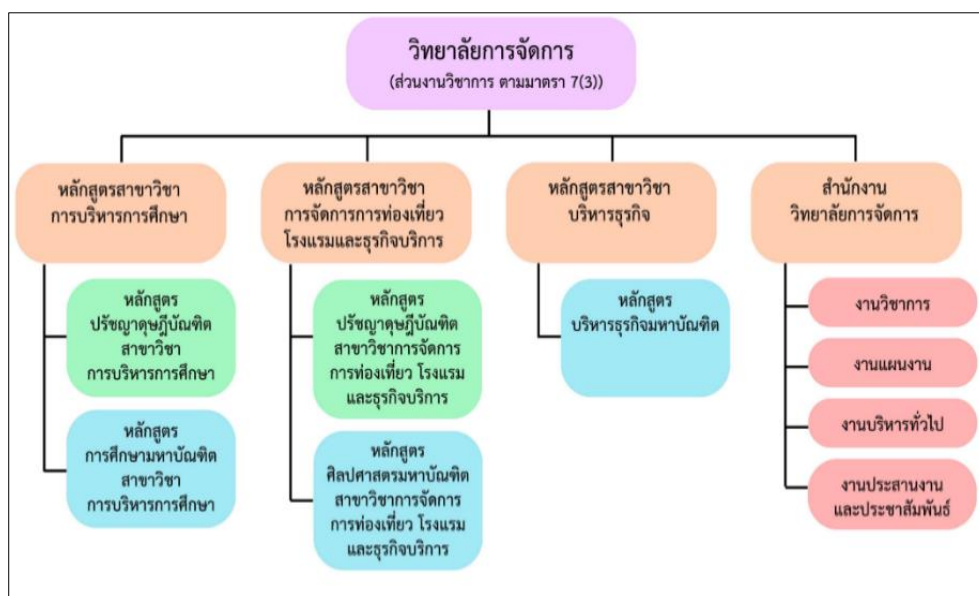 วิทยาลัยการจัดการ
(ส่วนงานวิชาการ ตามมาตรา 7(3))
หลักสูตรสาขาวิชา
การบริหารการศึกษา
หลักสูตร
ปรัชญาดุษฎีบัณฑิต
สาขาวิชา
การบริหารการศึกษา
หลักสูตร
การศึกษามหาบัณฑิต
สาขาวิชา
การบริหารการศึกษา
หลักสูตรสาขาวิชา
การจัดการการท่องเที่ยว
โรงแรมและธุรกิจบริการ
หลักสูตร
ปรัชญาดุษฎีบัณฑิต
สาขาวิชาการจัดการ
การท่องเที่ยว โรงแรม
และธุรกิจบริการ
หลักสูตร
ศิลปศาสตรมหาบัณฑิต
สาขาวิชาการจัดการ
การท่องเที่ยว โรงแรม
และธุรกิจบริการ
หลักสูตรสาขาวิชา
บริหารธุรกิจ
หลักสูตร
บริหารธุรกิจมหาบัณฑิต
สำนักงาน
วิทยาลัยการจัดการ
งานวิชาการ
งานแผนงาน
งานบริหารทั่วไป
งานประสานงาน
และประชาสัมพันธ์